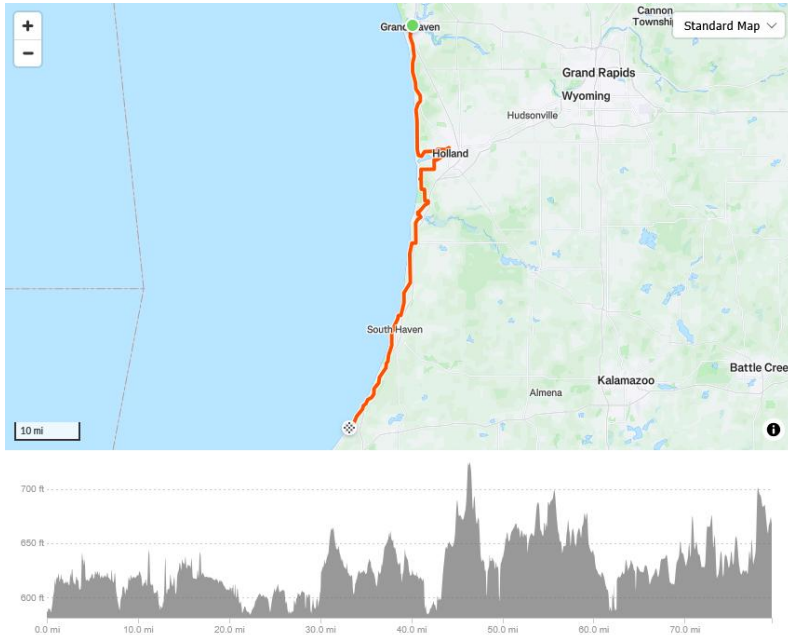 +
Cannon
Township
Standard Map
Grand Haven
−
Grand Rapids
Wyoming
Hudsonville
Holland
South Haven
Battle Cree
Kalamazoo
Almena
10 mi
700 ft
650 ft
600 ft
0.0 mi 10.0 mi 20.0 mi 30.0 mi 40.0 mi 50.0 mi 60.0 mi 70.0 mi